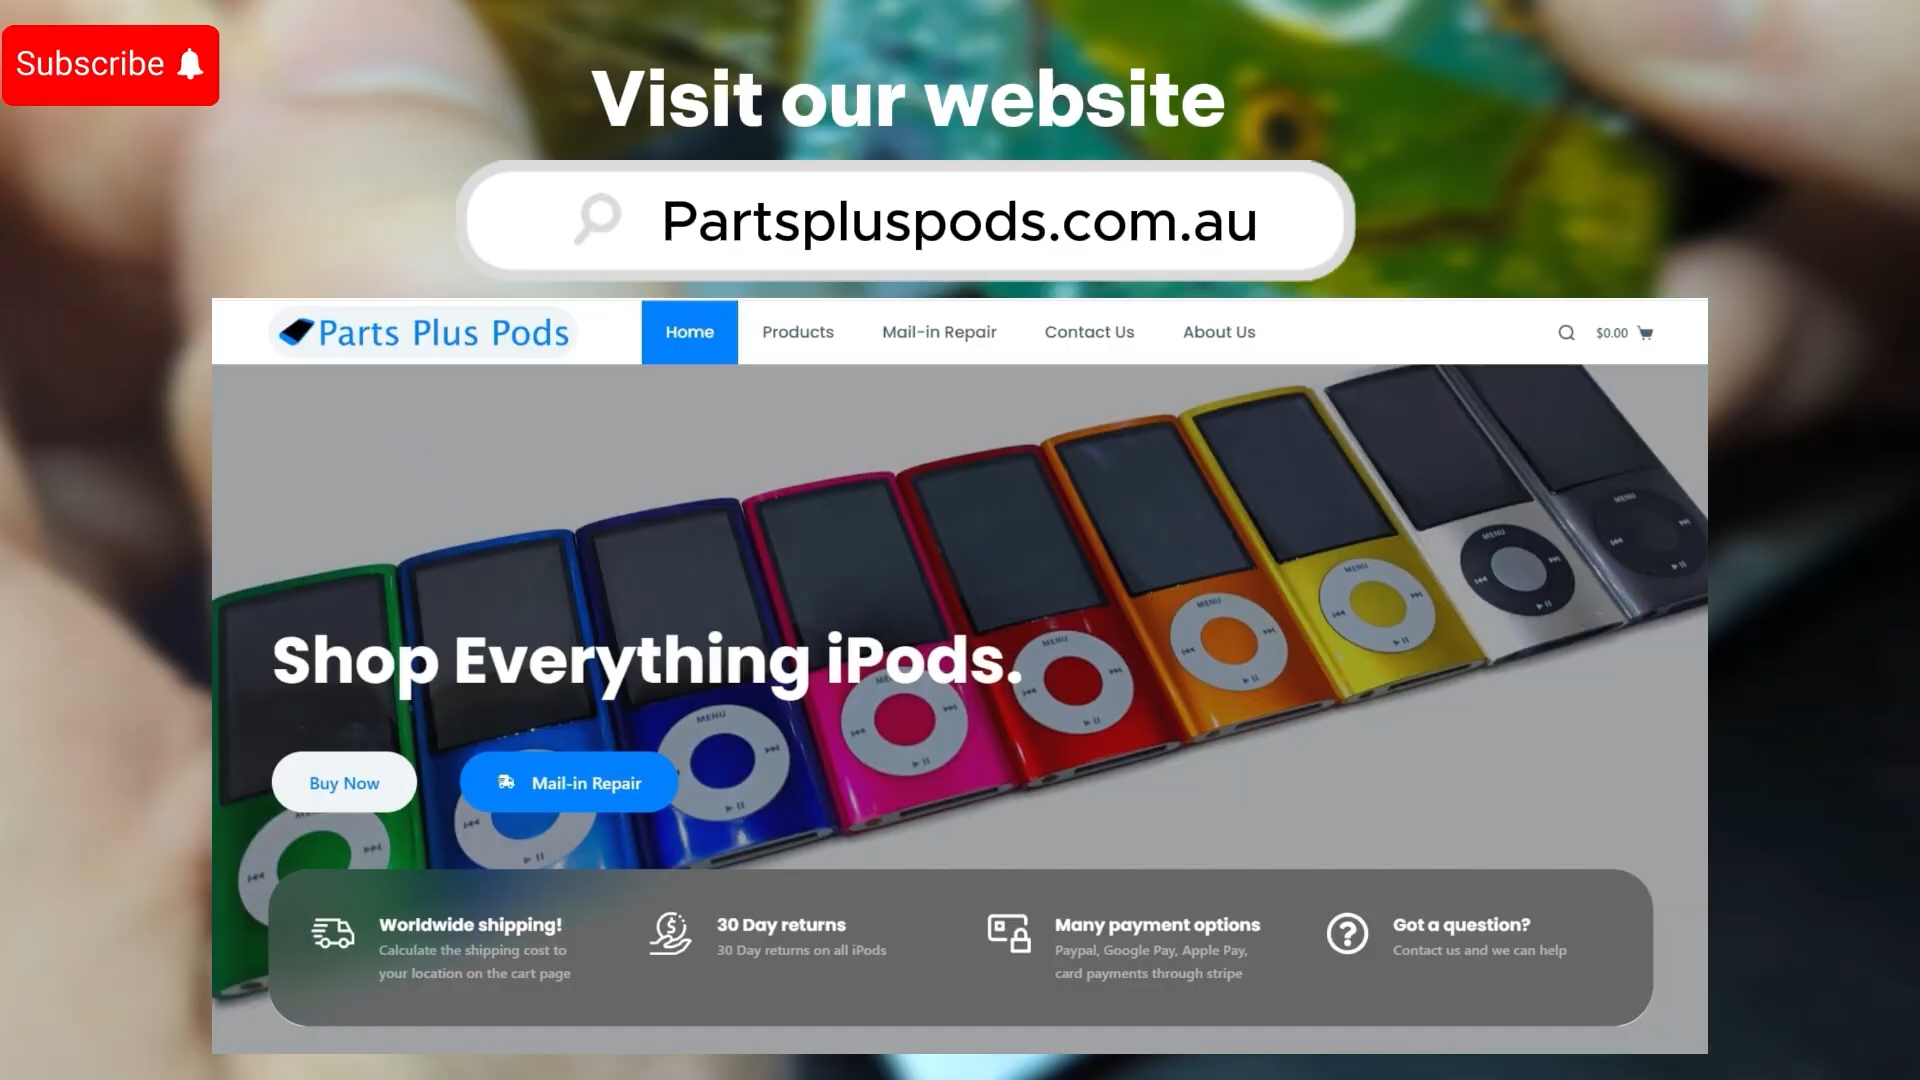 Subscribe
Visit our website
Partspluspods.com.au
Parts Plus Pods
Home
Products
Mail-in Repair
Contact Us
About Us
$0.00
MENU
MENU
MENU
MENU
MENU
MENU
MENU
Shop Everything iPods.
Buy Now
Mail-in Repair
Worldwide shipping!
Calculate the shipping cost to
your location on the cart page
30 Day returns
30 Day returns on all iPods
Many payment options
Paypal, Google Pay, Apple Pay,
card payments through stripe
Got a question?
Contact us and we can help